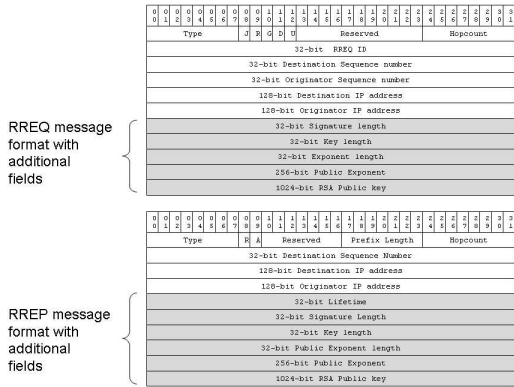 0 0 0 0 0 0 0 0 0 0 1 1 1 1 1 1 1 1 1 1 2 2 2 2 2 2 2 2 2 2 3 3
0 1 2 3 4 5 6 7 8 9 0 1 2 3 4 5 6 7 8 9 0 1 2 3 4 5 6 7 8 9 0 1
Type J R G D U Reserved Hopcount
32-bit RREQ ID
32-bit Destination Sequence number
32-bit Originator Sequence number
128-bit Destination IP address
128-bit Originator IP address
RREQ message
format with
additional
fields
32-bit Signature length
32-bit Key length
32-bit Exponent length
256-bit Public Exponent
1024-bit RSA Public key
0 0 0 0 0 0 0 0 0 0 1 1 1 1 1 1 1 1 1 1 2 2 2 2 2 2 2 2 2 2 3 3
0 1 2 3 4 5 6 7 8 9 0 1 2 3 4 5 6 7 8 9 0 1 2 3 4 5 6 7 8 9 0 1
Type R A Reserved Prefix Length Hopcount
32-bit Destination Sequence Number
128-bit Destination IP address
128-bit Originator IP address
RREP message
format with
additional
fields
32-bit Lifetime
32-bit Signature Length
32-bit Key length
32-bit Public Exponent length
256-bit Public Exponent
1024-bit RSA Public key